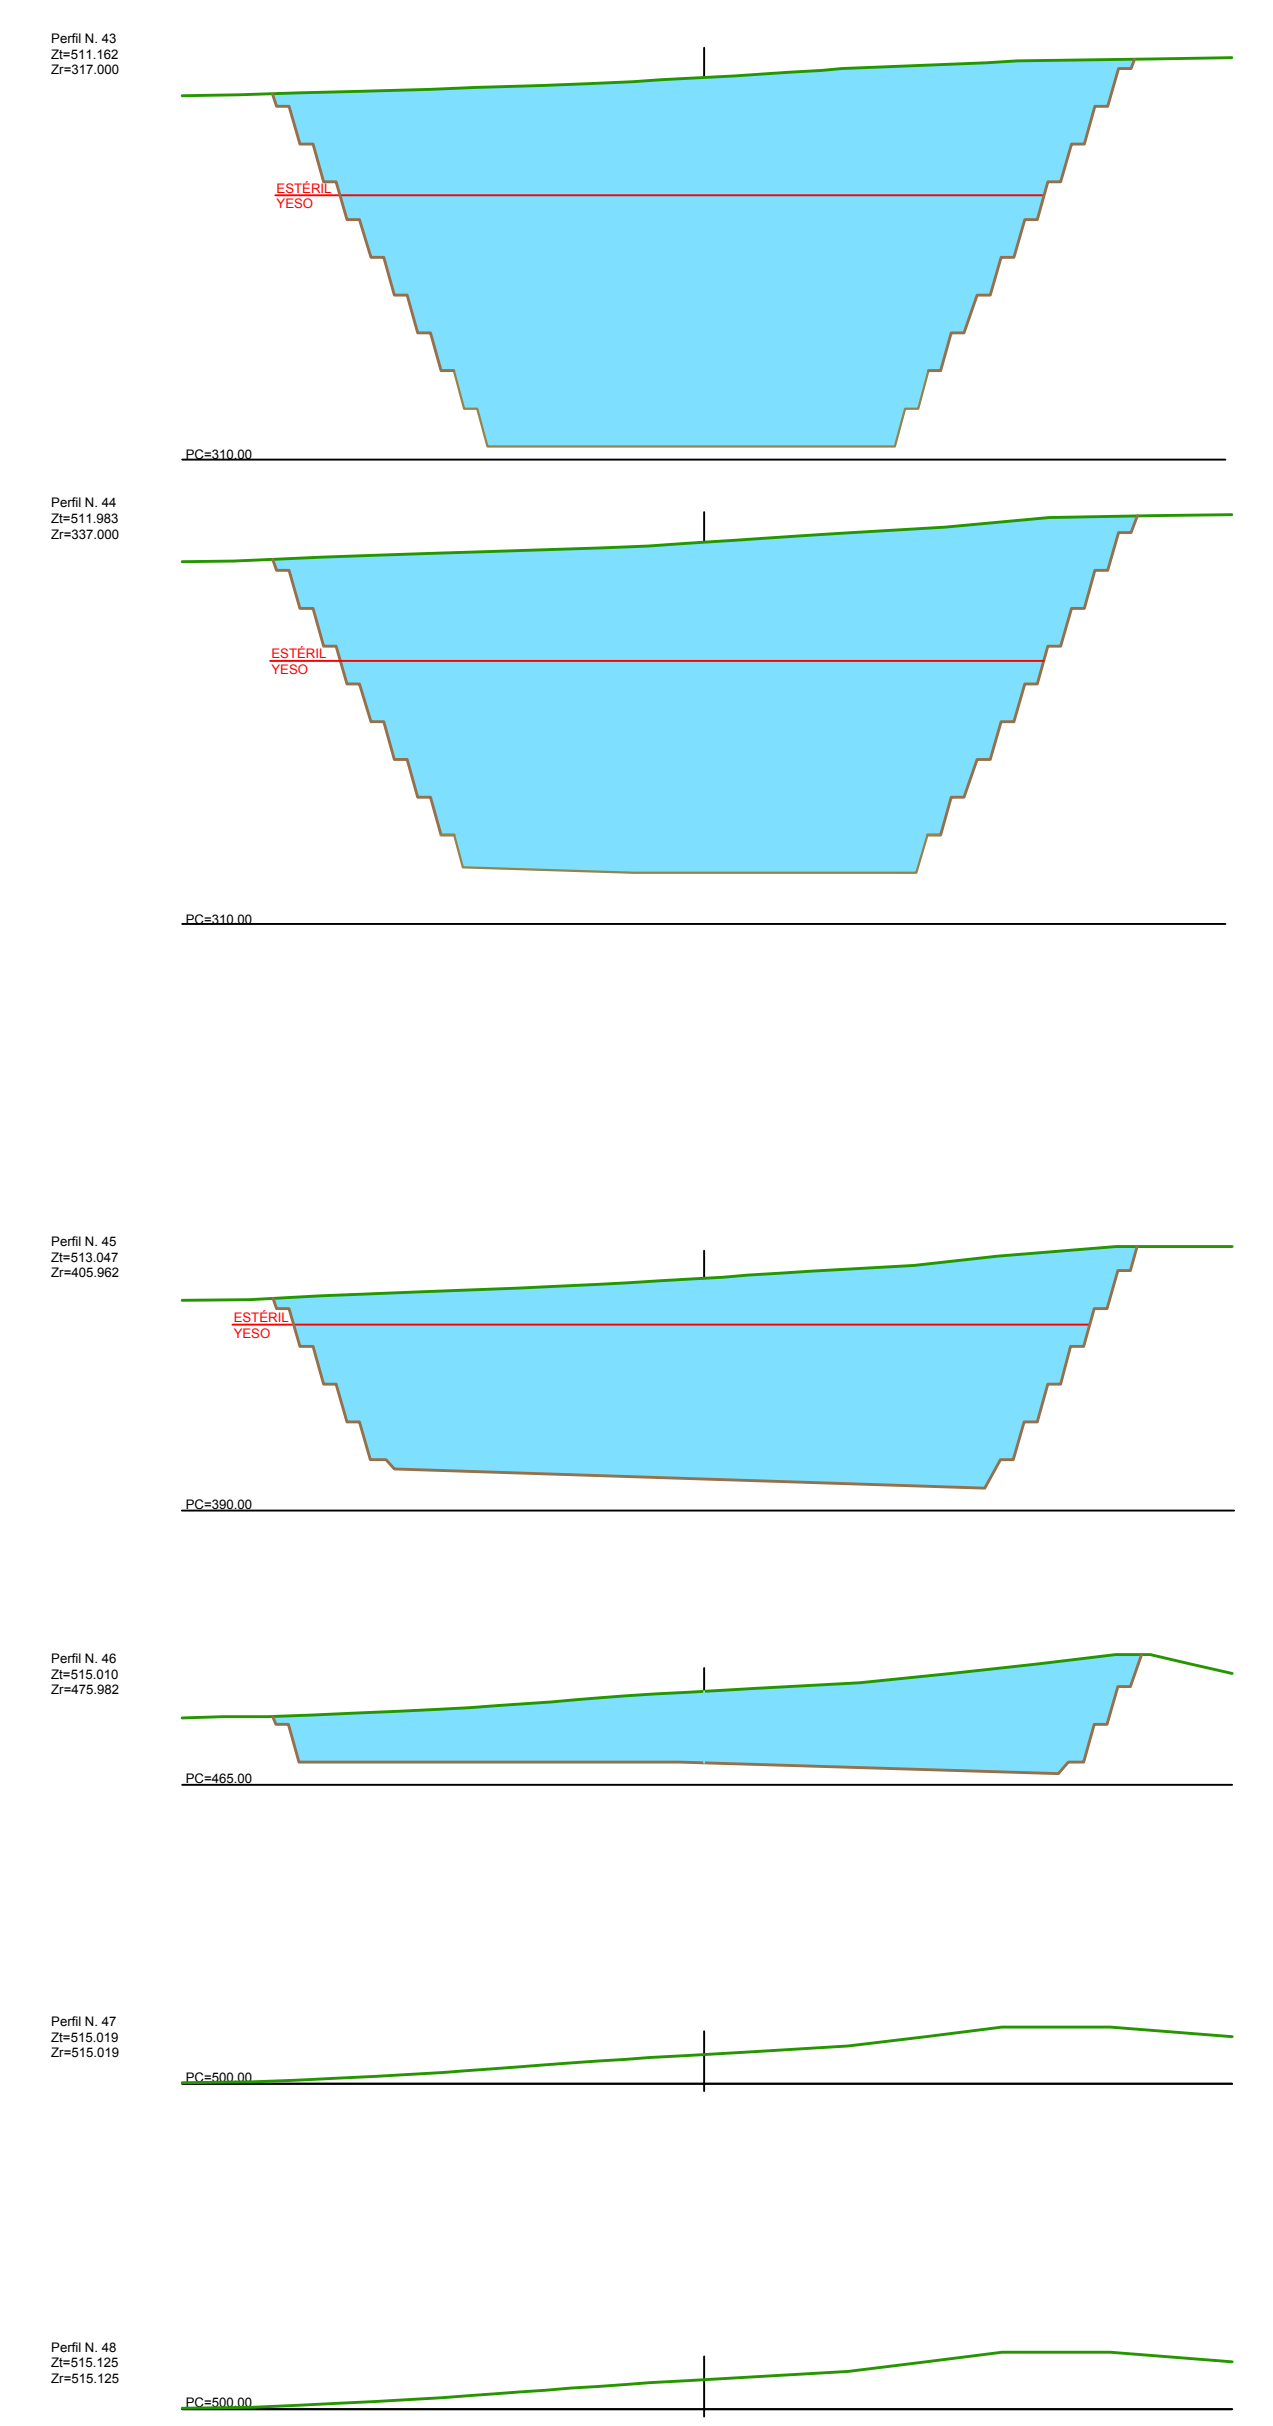 Perfil N. 43
Zt=511.162
Zr=317.000
ESTÉRIL
YESO
PC=310.00
Perfil N. 44
Zt=511.983
Zr=337.000
ESTÉRIL
YESO
PC=310.00
Perfil N. 45
Zt=513.047
Zr=405.962
ESTÉRIL
YESO
PC=390.00
Perfil N. 46
Zt=515.010
Zr=475.982
PC=465.00
Perfil N. 47
Zt=515.019
Zr=515.019
PC=500.00
Perfil N. 48
Zt=515.125
Zr=515.125
PC=500.00